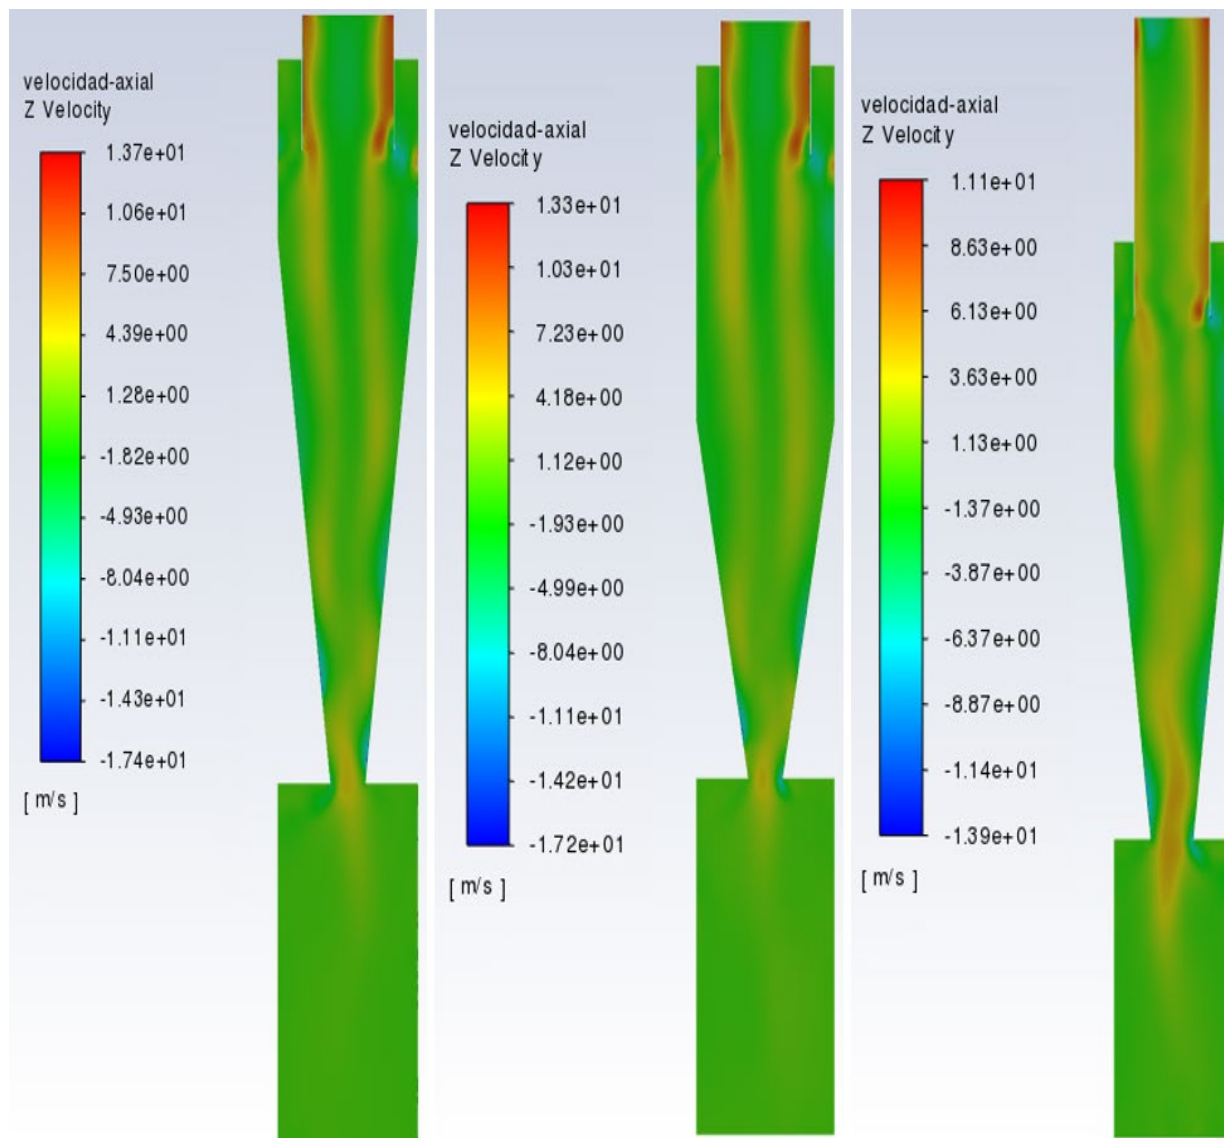 velocidad-axial
Z Velocity
1.37e+01
1.06e+01
7.50e+00
4.39e+00
1.28e+00
-1.82e+00
-4.93e+00
-8.04e+00
-1.11e+01
-1.43e+01
-1.74e+01
[ m/s ]
velocidad-axial
Z Velocity
1.33e+01
1.03e+01
7.23e+00
4.18e+00
1.12e+00
-1.93e+00
-4.99e+00
-8.04e+00
-1.11e+01
-1.42e+01
-1.72e+01
[ m/s ]
velocidad-axial
Z Velocity
1.11e+01
8.63e+00
6.13e+00
3.63e+00
1.13e+00
-1.37e+00
-3.87e+00
-6.37e+00
-8.87e+00
-1.14e+01
-1.39e+01
[ m/s ]